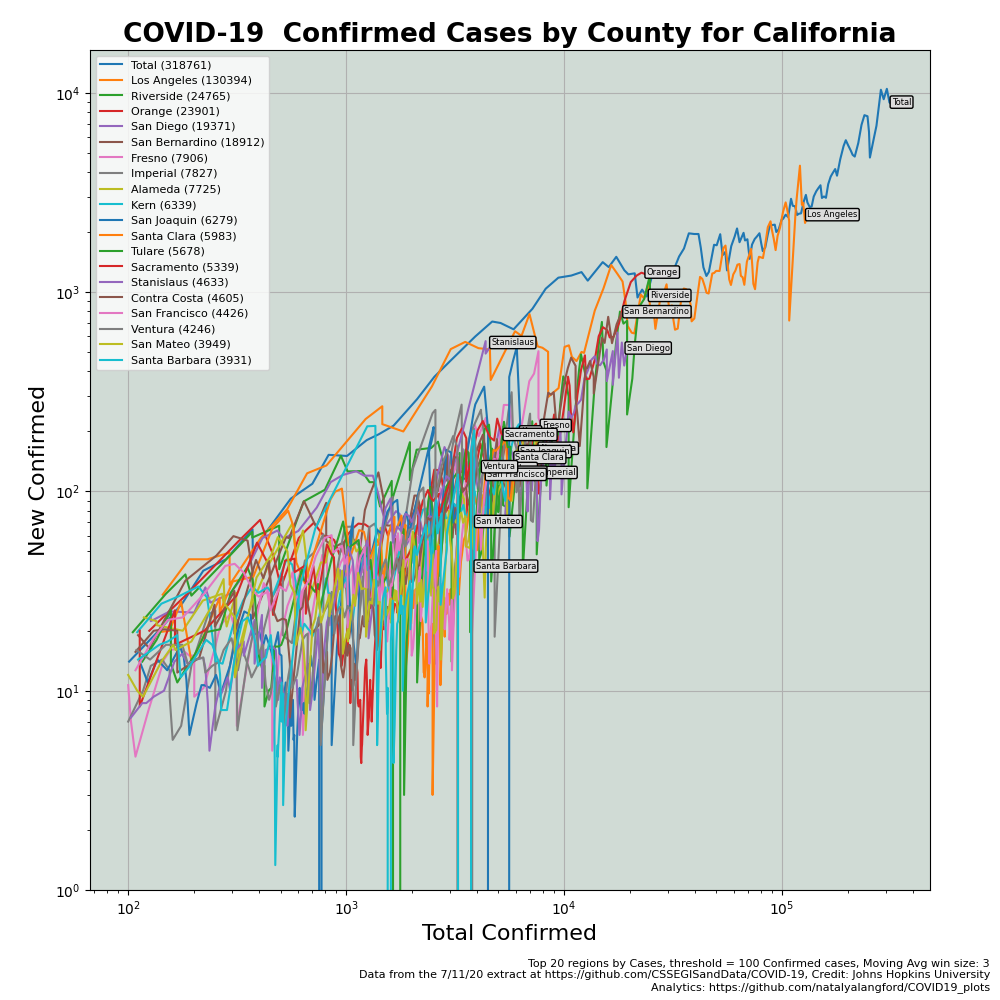 COVID-19  Confirmed Cases by County for California
Total (318761)
Los Angeles (130394)
Riverside (24765)
Orange (23901)
San Diego (19371)
San Bernardino (18912)
Fresno (7906)
Imperial (7827)
Alameda (7725)
Kern (6339)
San Joaquin (6279)
Santa Clara (5983)
Tulare (5678)
Sacramento (5339)
Stanislaus (4633)
Contra Costa (4605)
San Francisco (4426)
Ventura (4246)
San Mateo (3949)
Santa Barbara (3931)
New Confirmed
10⁴
10³
10²
10¹
10⁰
Total
Los Angeles
Orange
Riverside
San Bernardino
Stanislaus
San Diego
Fresno
Sacramento
San Joaquin
Santa Clara
Ventura
San Francisco
Imperial
San Mateo
Santa Barbara
10²
10³
10⁴
10⁵
Total Confirmed
Top 20 regions by Cases, threshold = 100 Confirmed cases, Moving Avg win size: 3
Data from the 7/11/20 extract at https://github.com/CSSEGISandData/COVID-19, Credit: Johns Hopkins University
Analytics: https://github.com/natalyalangford/COVID19_plots